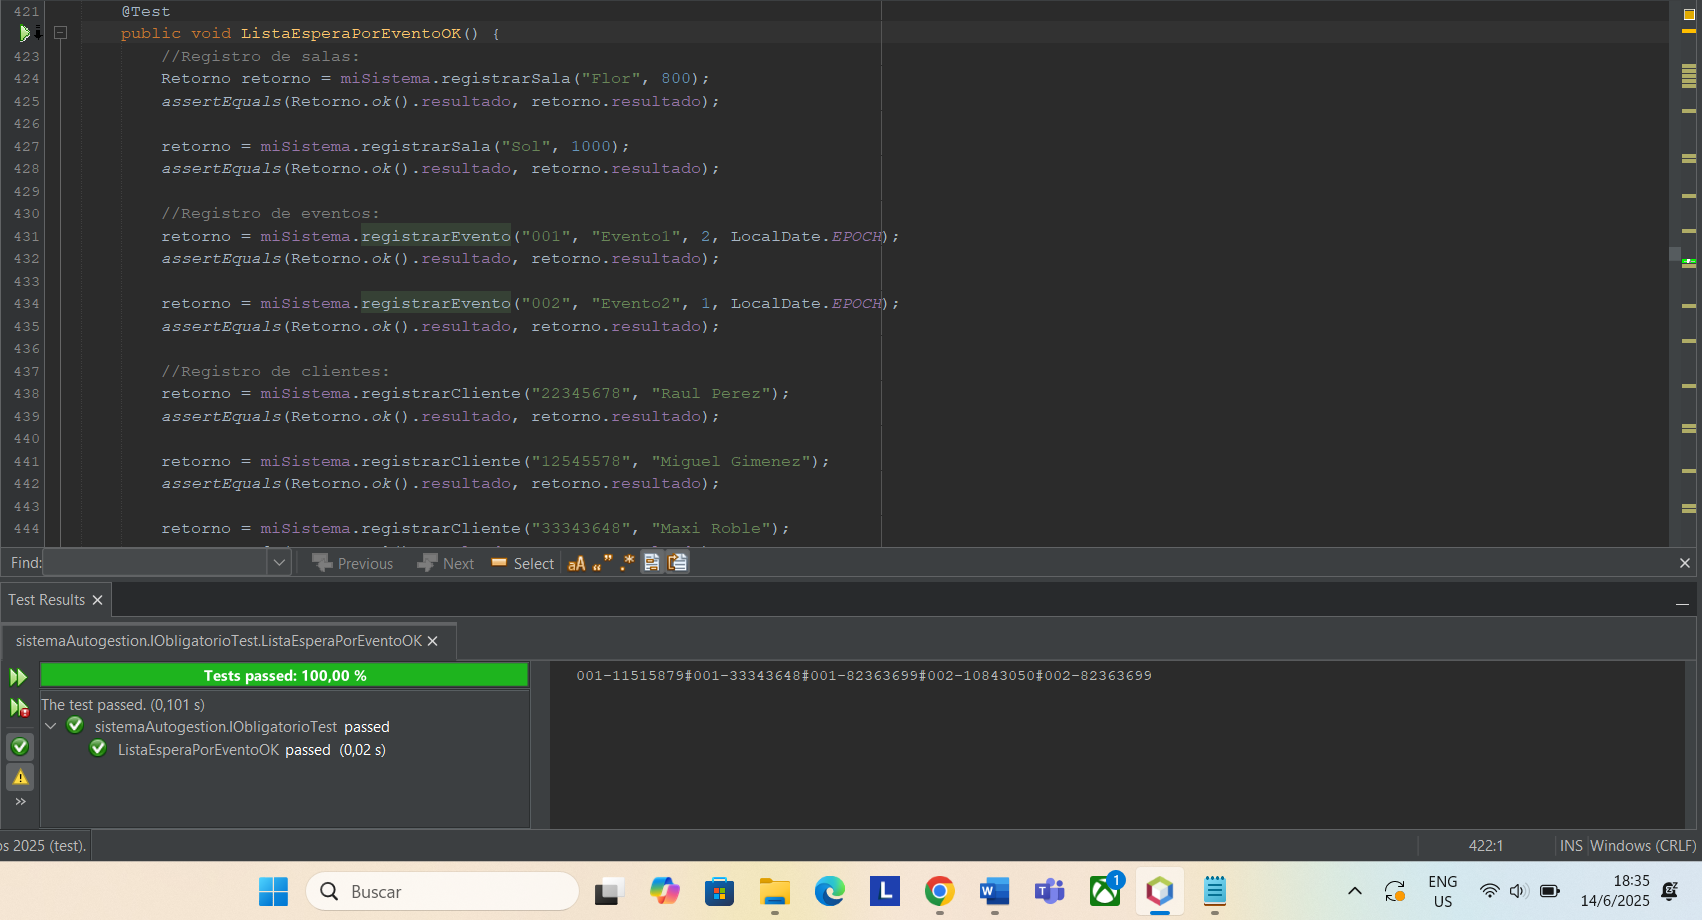 421 @Test
public void ListaEsperaPorEventoOK() {
423 //Registro de salas:
424 Retorno retorno = miSistema.registrarSala("Flor", 800);
425 assertEquals(Retorno.ok().resultado, retorno.resultado);
426
427 retorno = miSistema.registrarSala("Sol", 1000);
428 assertEquals(Retorno.ok().resultado, retorno.resultado);
429
430 //Registro de eventos:
431 retorno = miSistema.registrarEvento("001", "Evento1", 2, LocalDate.EPOCH);
432 assertEquals(Retorno.ok().resultado, retorno.resultado);
433
434 retorno = miSistema.registrarEvento("002", "Evento2", 1, LocalDate.EPOCH);
435 assertEquals(Retorno.ok().resultado, retorno.resultado);
436
437 //Registro de clientes:
438 retorno = miSistema.registrarCliente("22345678", "Raul Perez");
439 assertEquals(Retorno.ok().resultado, retorno.resultado);
440
441 retorno = miSistema.registrarCliente("12545578", "Miguel Gimenez");
442 assertEquals(Retorno.ok().resultado, retorno.resultado);
443
444 retorno = miSistema.registrarCliente("33343648", "Maxi Roble");
Find: Previous Next Select
Test Results
sistemaAutogestion.IObligatorioTest.ListaEsperaPorEventoOK
Tests passed: 100,00 %
001-11515879#001-33343648#001-82363699#002-10843050#002-82363699
The test passed. (0,101 s)
sistemaAutogestion.IObligatorioTest passed
ListaEsperaPorEventoOK passed (0,02 s)
os 2025 (test). 422:1 INS Windows (CRLF)
Buscar
1
ENG
US
18:35
14/6/2025